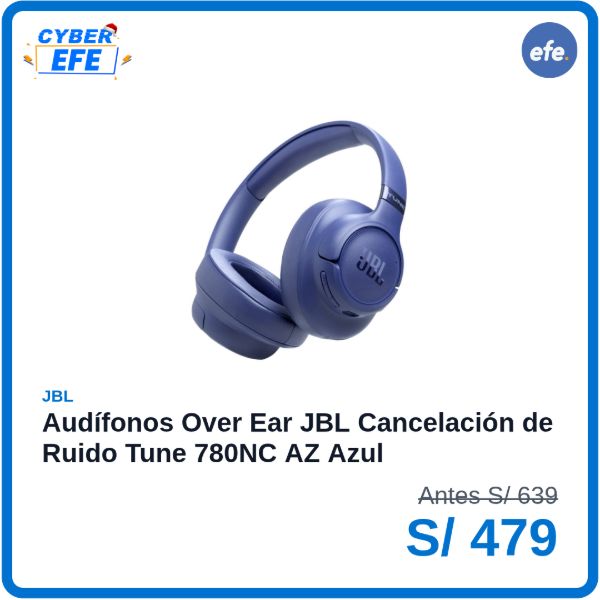 CYBER
EFE
efe.
TUNE
JBL
JBL
Audífonos Over Ear JBL Cancelación de
Ruido Tune 780NC AZ Azul
Antes S/ 639
S/ 479